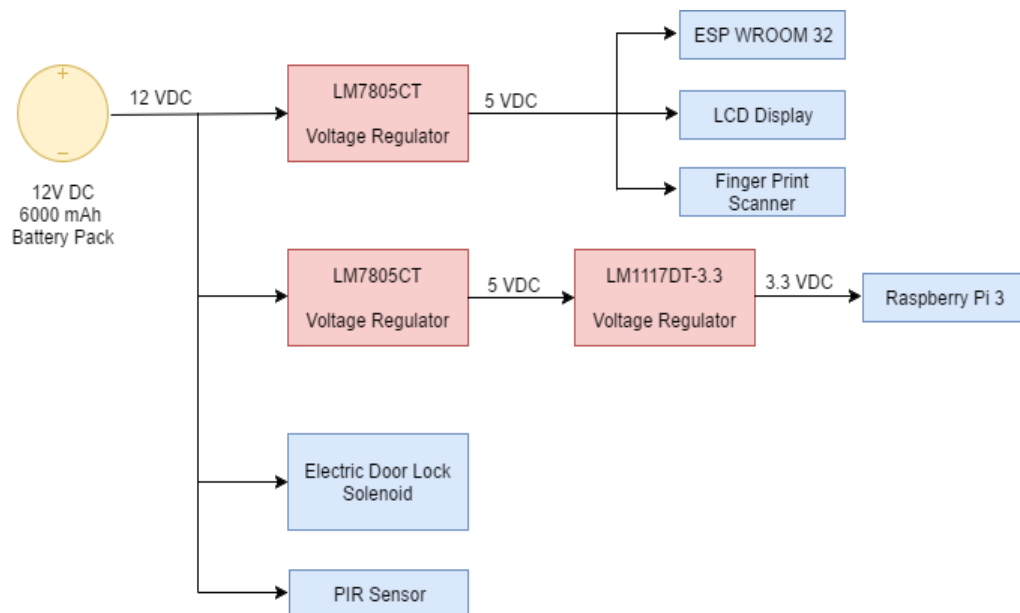 ESP WROOM 32
12 VDC
LM7805CT
Voltage Regulator
5 VDC
LCD Display
Finger Print
Scanner
+
−
12V DC
6000 mAh
Battery Pack
LM7805CT
Voltage Regulator
5 VDC
LM1117DT-3.3
Voltage Regulator
3.3 VDC
Raspberry Pi 3
Electric Door Lock
Solenoid
PIR Sensor